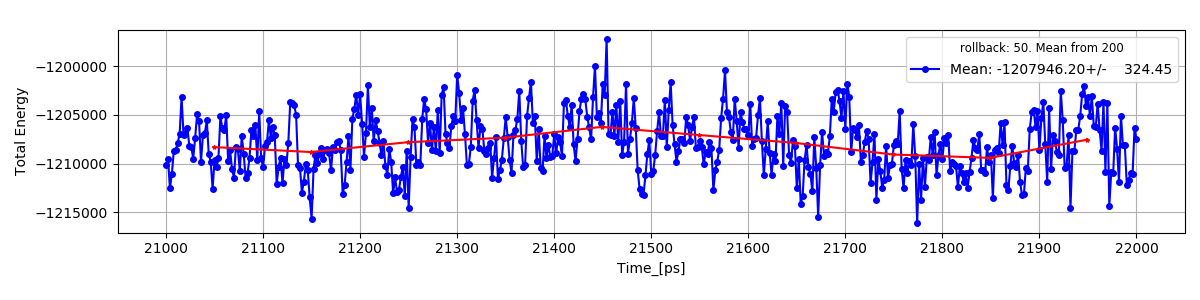 rollback: 50. Mean from 200
Mean: -1207946.20+/- 324.45
Total Energy
−1200000
−1205000
−1210000
−1215000
21000 21100 21200 21300 21400 21500 21600 21700 21800 21900 22000
Time_[ps]